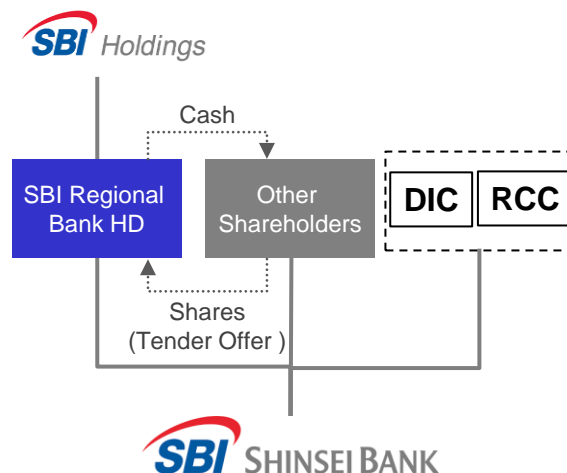 SBI Holdings
Cash
SBI Regional
Bank HD
Other
Shareholders
DIC
RCC
Shares
(Tender Offer )
SBI SHINSEI BANK